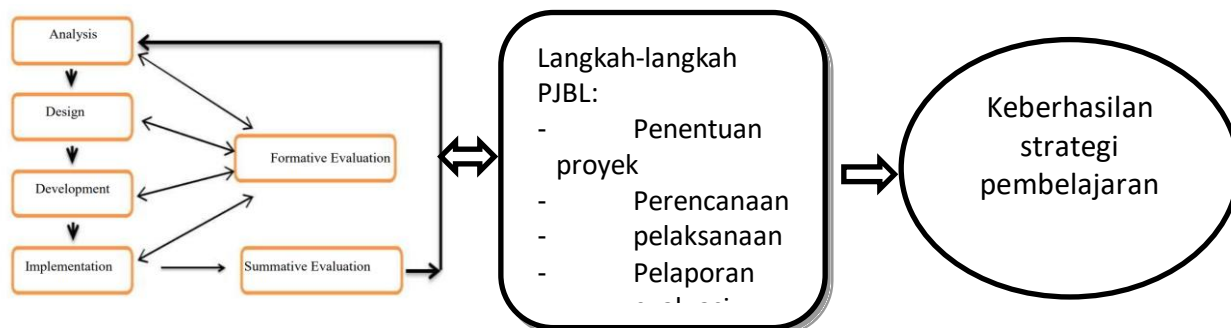 Analysis
Design
Development
Implementation
Formative Evaluation
Summative Evaluation
Langkah-langkah
PJBL:
- Penentuan
proyek
- Perencanaan
- pelaksanaan
- Pelaporan
Keberhasilan
strategi
pembelajaran